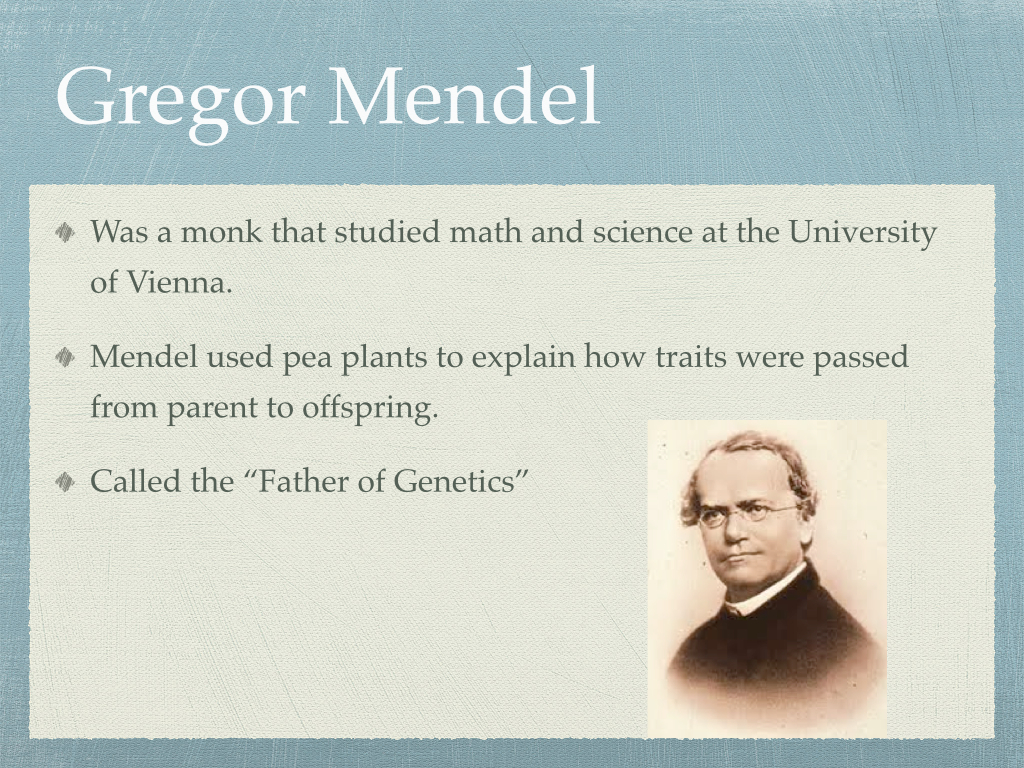 Gregor Mendel
Was a monk that studied math and science at the University
of Vienna.
Mendel used pea plants to explain how traits were passed
from parent to offspring.
Called the “Father of Genetics”